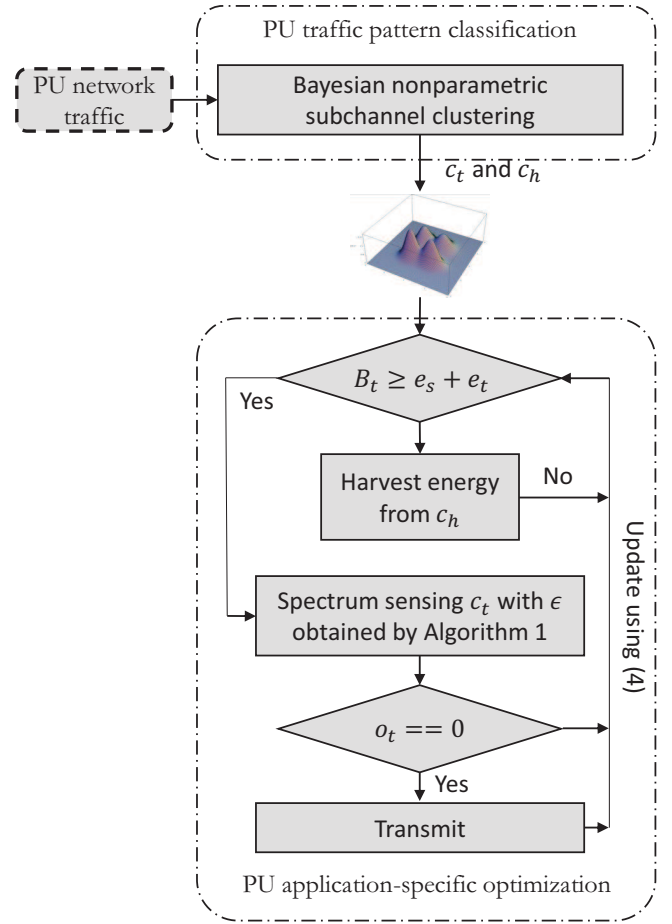 PU traffic pattern classification
PU network
traffic
Bayesian nonparametric
subchannel clustering
c_t and c_h
B_t ≥ e_s + e_t
Yes
Harvest energy
from c_h
No
Update using (4)
Spectrum sensing c_t with ϵ
obtained by Algorithm 1
o_t == 0
Yes
Transmit
PU application-specific optimization